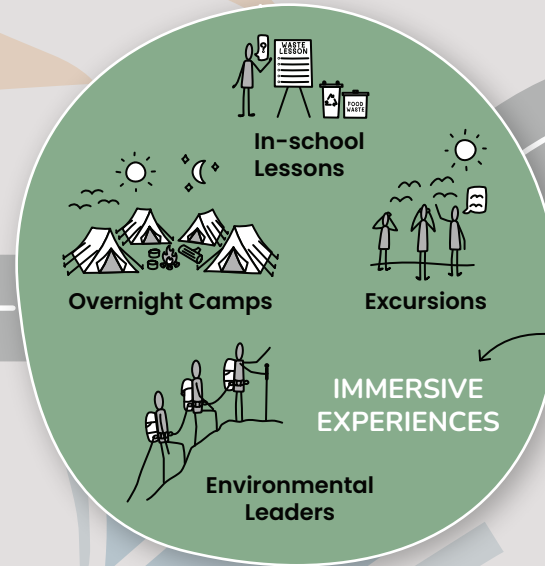 WASTE
LESSON
FOOD
WASTE
In-school
Lessons
Overnight Camps
Excursions
IMMERSIVE
EXPERIENCES
Environmental
Leaders